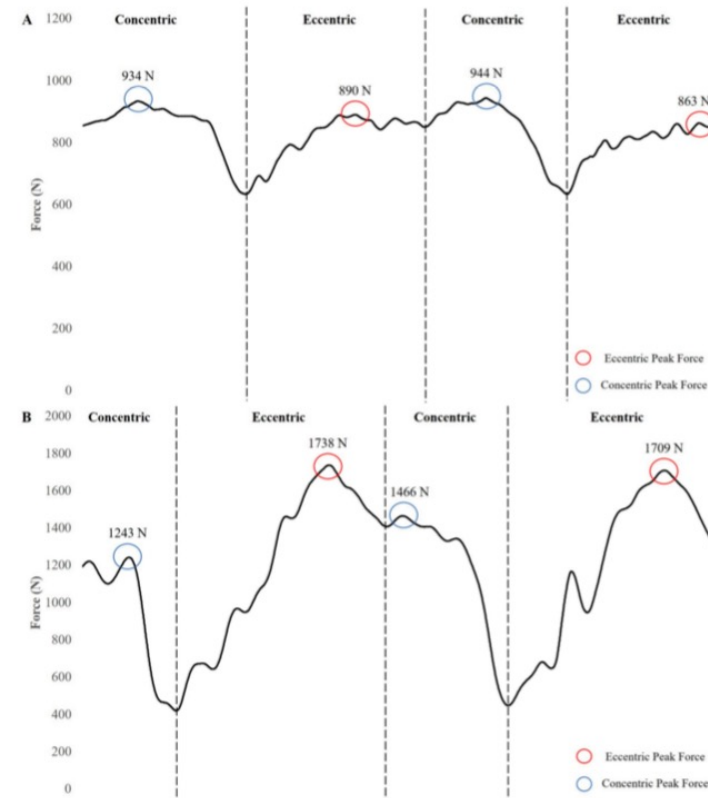 A
1200
Concentric Eccentric Concentric Eccentric
1000
934 N
890 N
944 N
863 N
800
600
Force (N)
400
200
Eccentric Peak Force
Concentric Peak Force
0
B
2000
Concentric Eccentric Concentric Eccentric
1800
1738 N
1709 N
1600
1466 N
1400
1243 N
1200
1000
Force (N)
800
600
400
200
Eccentric Peak Force
Concentric Peak Force
0